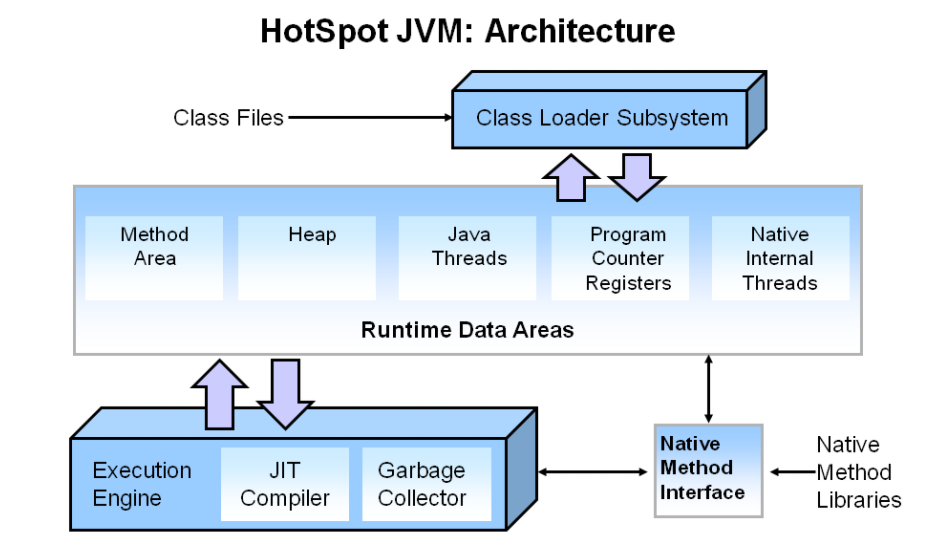 HotSpot JVM: Architecture
Class Files
Class Loader Subsystem
Method
Area
Heap
Java
Threads
Program
Counter
Registers
Native
Internal
Threads
Runtime Data Areas
Execution
Engine
JIT
Compiler
Garbage
Collector
Native
Method
Interface
Native
Method
Libraries